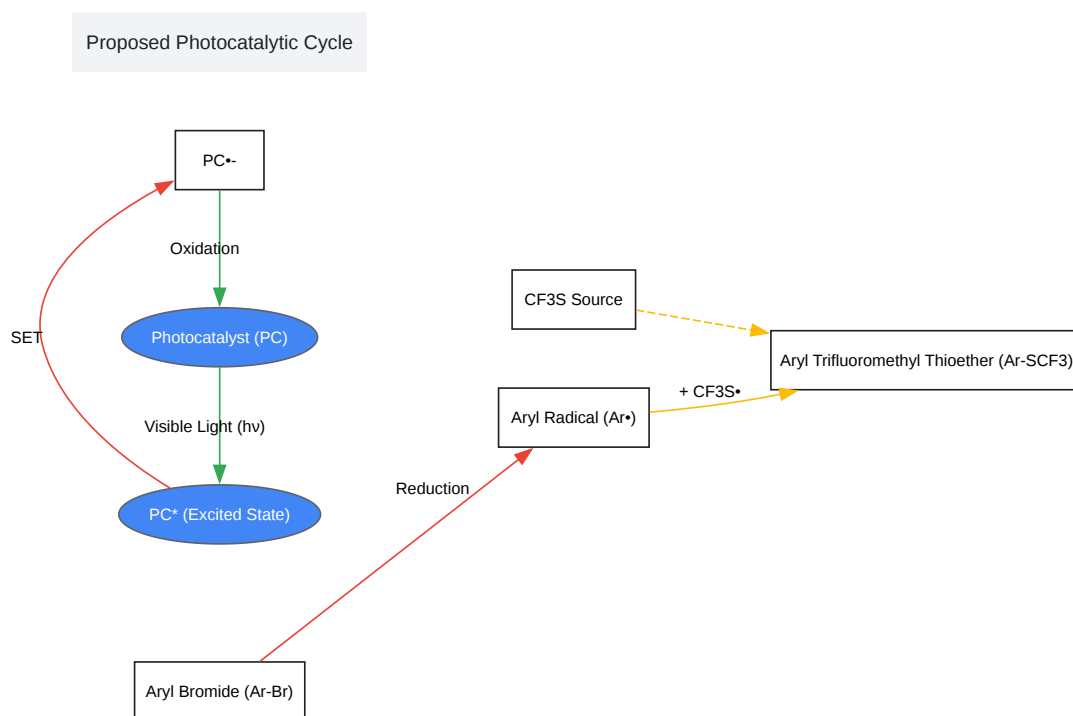 Proposed Photocatalytic Cycle
PC•-
Oxidation
CF3S Source
SET
Photocatalyst (PC)
Aryl Trifluoromethyl Thioether (Ar-SCF3)
+ CF3S•
Aryl Radical (Ar•)
Visible Light (hν)
Reduction
PC* (Excited State)
Aryl Bromide (Ar-Br)